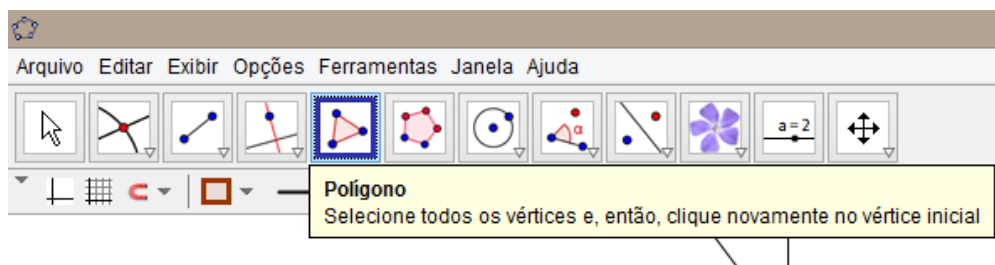 Arquivo Editar Exibir Opções Ferramentas Janela Ajuda
α
a=2
Polígono
Selecione todos os vértices e, então, clique novamente no vértice inicial